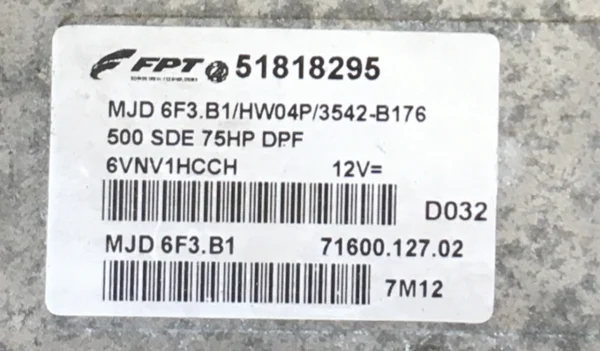 FPT 51818295
MJD 6F3.B1/HW04P/3542-B176
500 SDE 75HP DPF
6VNV1HCCH 12V=
D032
MJD 6F3.B1 71600.127.02
7M12